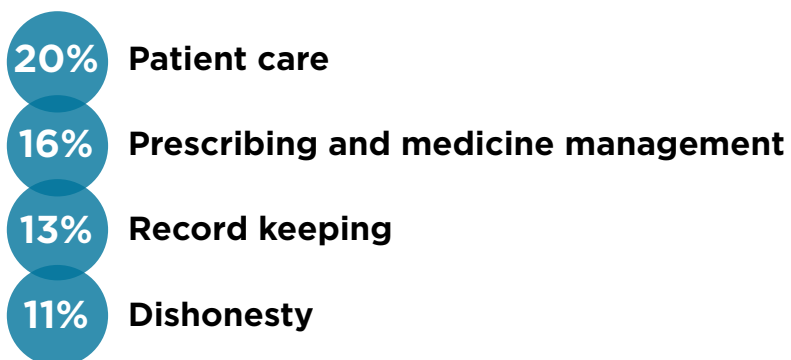 20% Patient care
16% Prescribing and medicine management
13% Record keeping
11% Dishonesty